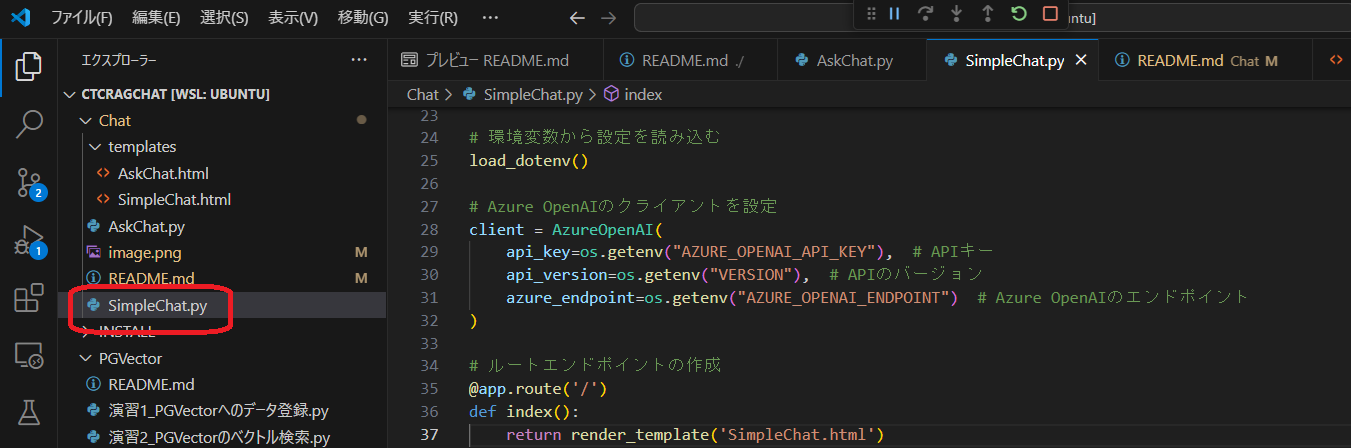 ファイル(F) 編集(E) 選択(S) 表示(V) 移動(G) 実行(R) ··· buntu]
エクスプローラー ···
プレビュー README.md README.md ./ AskChat.py SimpleChat.py README.md Chat M
CTCRAGCHAT [WSL: UBUNTU]
Chat
templates
AskChat.html
SimpleChat.html
AskChat.py
image.png M
README.md M
SimpleChat.py
INSTALL
PGVector
README.md
演習1_PGVectorへのデータ登録.py
演習2_PGVectorのベクトル検索.py
2
1
Chat > SimpleChat.py > index
23
24 # 環境変数から設定を読み込む
25 load_dotenv()
26
27 # Azure OpenAIのクライアントを設定
28 client = AzureOpenAI(
29 api_key=os.getenv("AZURE_OPENAI_API_KEY"), # APIキー
30 api_version=os.getenv("VERSION"), # APIのバージョン
31 azure_endpoint=os.getenv("AZURE_OPENAI_ENDPOINT") # Azure OpenAIのエンドポイント
32 )
33
34 # ルートエンドポイントの作成
35 @app.route('/')
36 def index():
37 return render_template('SimpleChat.html')